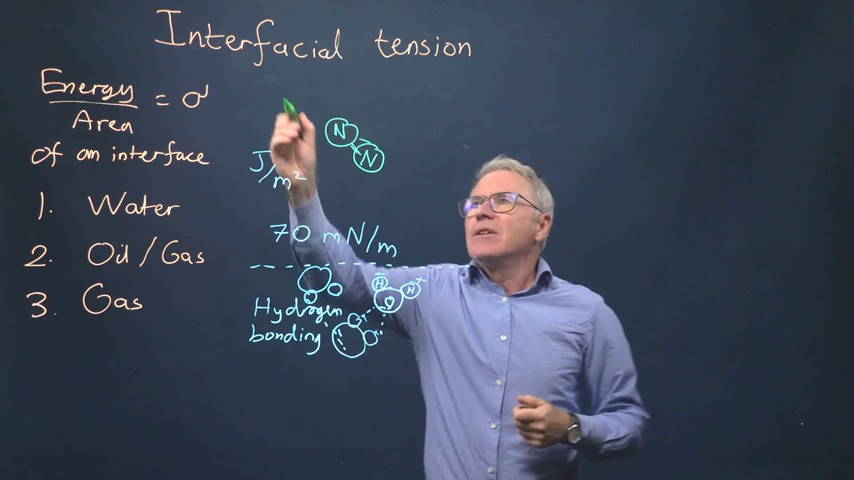 Interfacial tension
Energy
Area
= σ
of an interface
1. Water
2. Oil / Gas
3. Gas
N
N
J/m²
70 mN/m
H + H +
O
Hydrogen
bonding